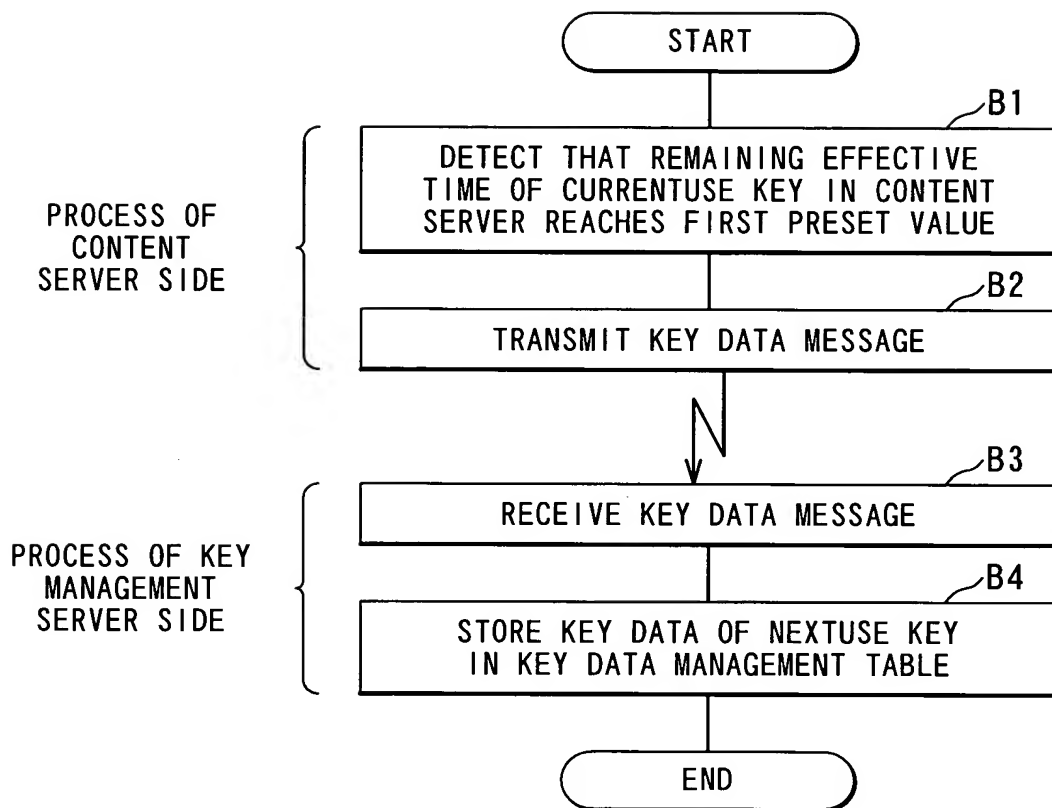 START
B1
DETECT THAT REMAINING EFFECTIVE
TIME OF CURRENTUSE KEY IN CONTENT
SERVER REACHES FIRST PRESET VALUE
PROCESS OF
CONTENT
SERVER SIDE
B2
TRANSMIT KEY DATA MESSAGE
B3
RECEIVE KEY DATA MESSAGE
PROCESS OF KEY
MANAGEMENT
SERVER SIDE
B4
STORE KEY DATA OF NEXTUSE KEY
IN KEY DATA MANAGEMENT TABLE
END